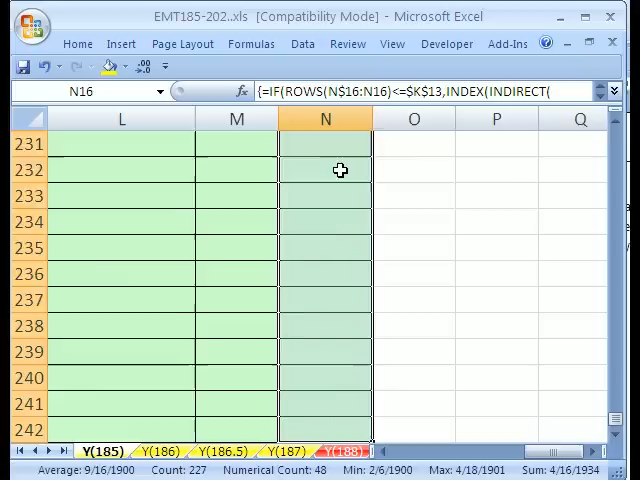 EMT185-202..xls [Compatibility Mode] - Microsoft Excel
Home Insert Page Layout Formulas Data Review View Developer Add-Ins
N16 fx {=IF(ROWS(N$16:N16)<=$K$13,INDEX(INDIRECT(
L M N O P Q
231
232
233
234
235
236
237
238
239
240
241
242
Y(185) Y(186) Y(186.5) Y(187) Y(188)
Average: 9/16/1900 Count: 227 Numerical Count: 48 Min: 2/6/1900 Max: 4/18/1901 Sum: 4/16/1934